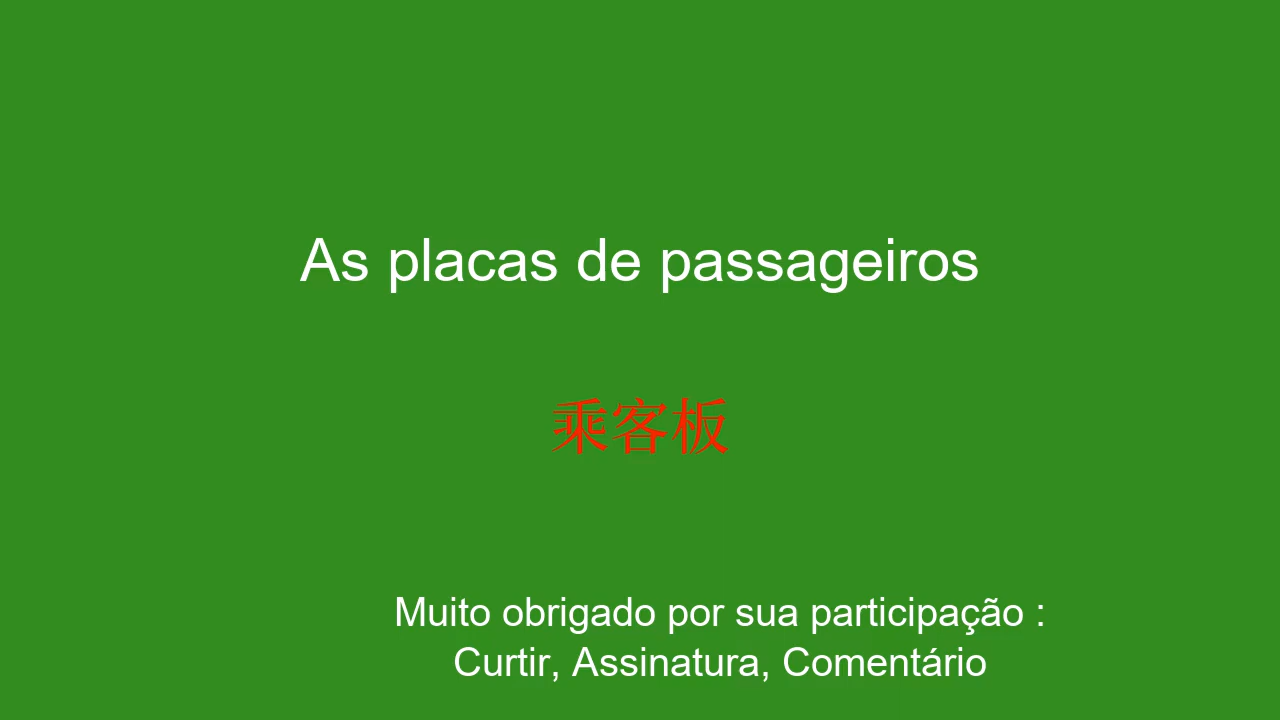 As placas de passageiros
乘客板
Muito obrigado por sua participação :
Curtir, Assinatura, Comentário